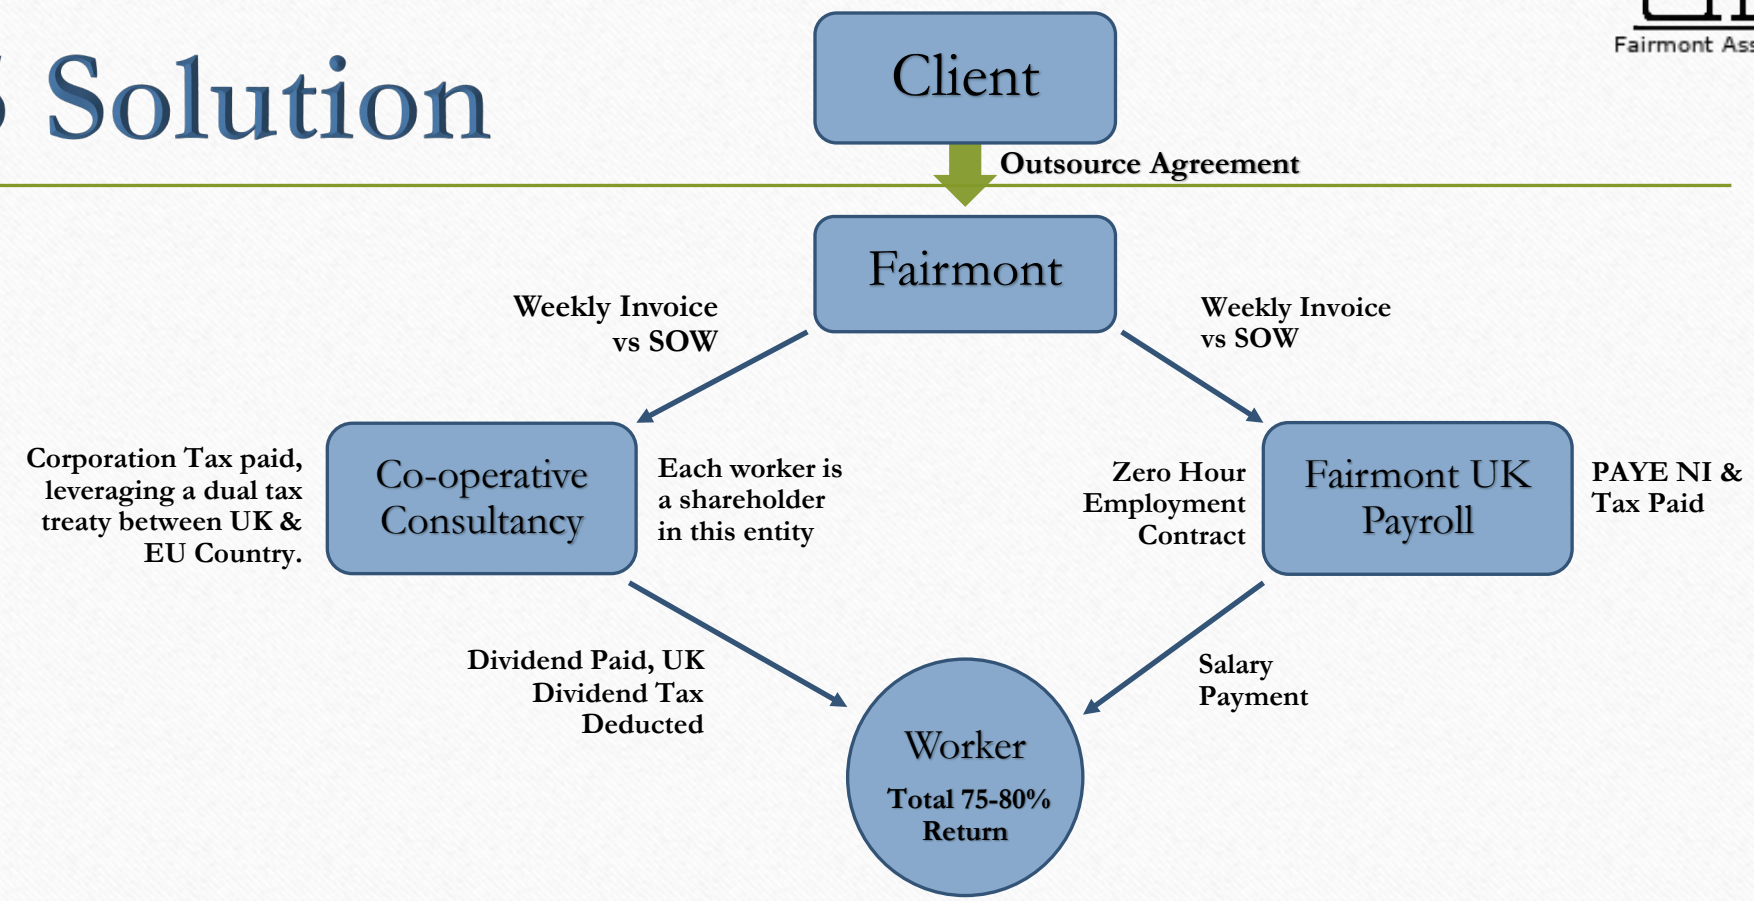 Fairmont
Solution
Client
Outsource Agreement
Fairmont
Weekly Invoice
vs SOW
Weekly Invoice
vs SOW
Corporation Tax paid,
leveraging a dual tax
treaty between UK &
EU Country.
Co-operative
Consultancy
Each worker is
a shareholder
in this entity
Zero Hour
Employment
Contract
Fairmont UK
Payroll
PAYE NI &
Tax Paid
Dividend Paid, UK
Dividend Tax
Deducted
Salary
Payment
Worker
Total 75-80%
Return